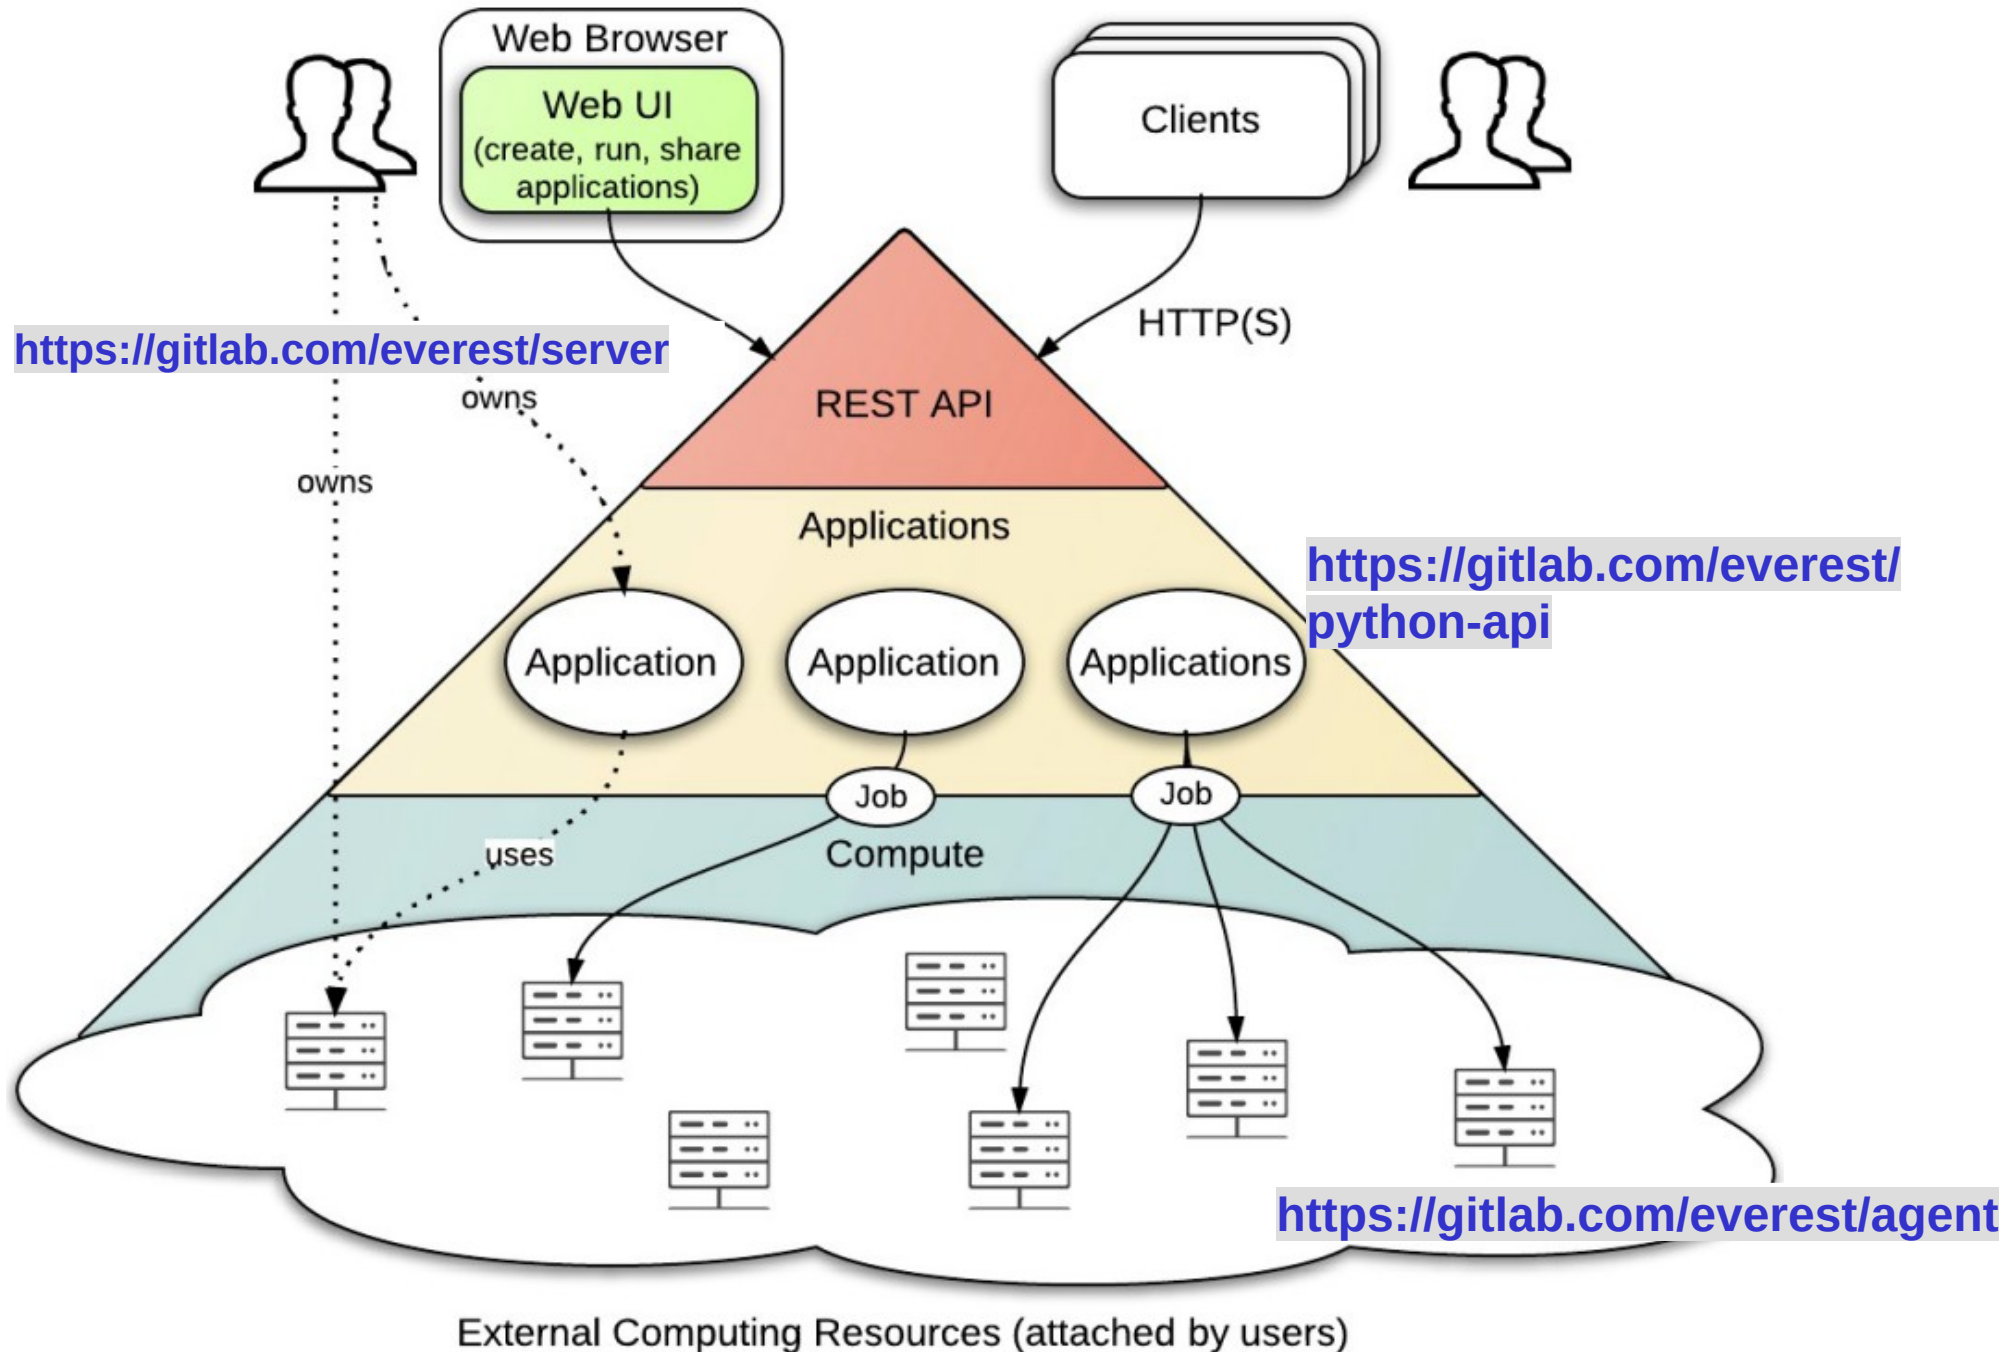 Web Browser
Web UI
(create, run, share
applications)
Clients
HTTP(S)
https://gitlab.com/everest/server
owns
REST API
owns
Applications
https://gitlab.com/everest/
python-api
Application
Application
Applications
Job
Job
uses
Compute
https://gitlab.com/everest/agent
External Computing Resources (attached by users)